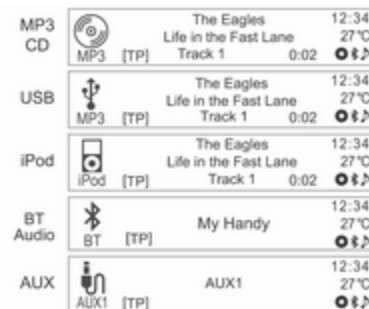 MP3
CD
MP3 [TP]
The Eagles
Life in the Fast Lane
Track 1 0:02
12:34
27°C
USB
MP3 [TP]
The Eagles
Life in the Fast Lane
Track 1 0:02
12:34
27°C
iPod
iPod [TP]
The Eagles
Life in the Fast Lane
Track 1 0:02
12:34
27°C
BT
Audio
BT [TP]
My Handy
12:34
27°C
AUX
AUX1 [TP]
AUX1
12:34
27°C